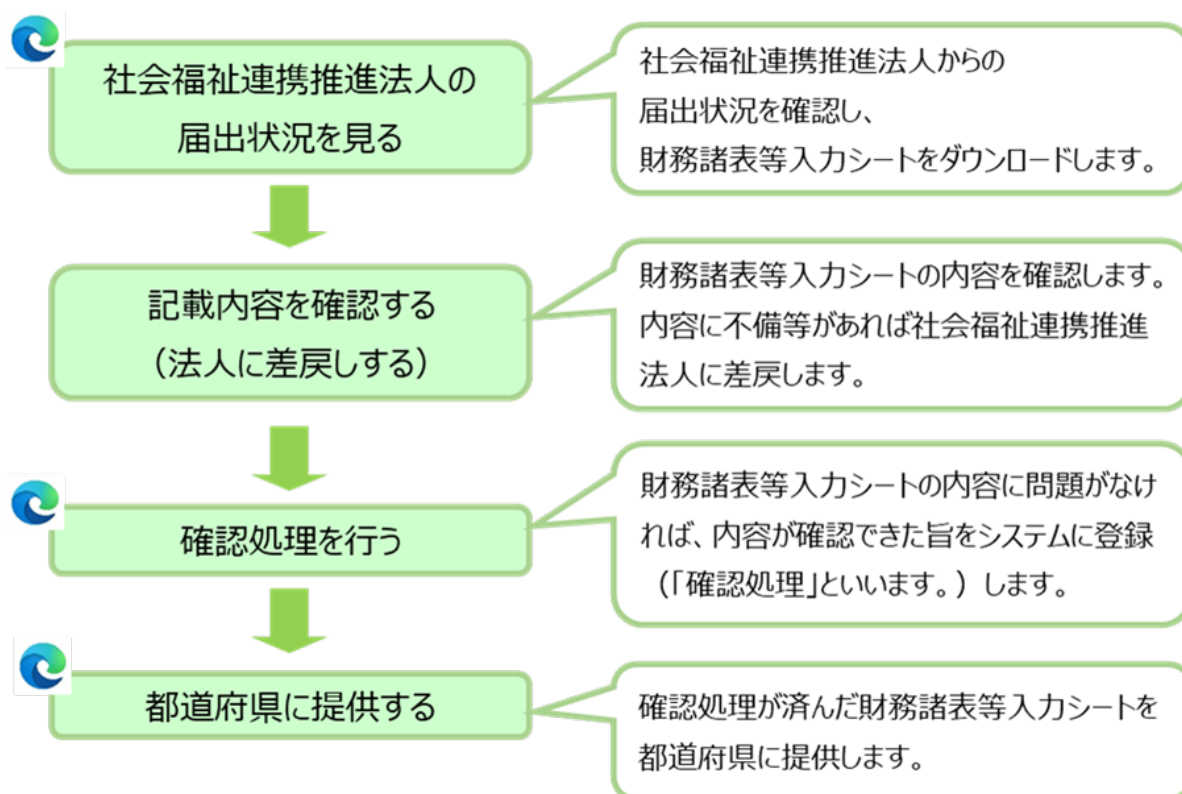 社会福祉連携推進法人の
届出状況を見る
社会福祉連携推進法人からの
届出状況を確認し、
財務諸表等入力シートをダウンロードします。
記載内容を確認する
（法人に差戻しする）
財務諸表等入力シートの内容を確認します。
内容に不備等があれば社会福祉連携推進
法人に差戻します。
確認処理を行う
財務諸表等入力シートの内容に問題がなけ
れば、内容が確認できた旨をシステムに登録
（「確認処理」といいます。）します。
都道府県に提供する
確認処理が済んだ財務諸表等入力シートを
都道府県に提供します。